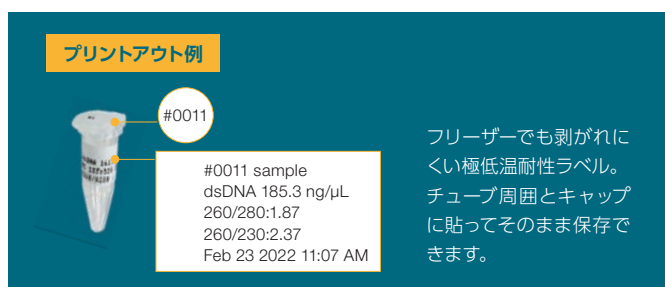 プリントアウト例
#0011
#0011 sample
dsDNA 185.3 ng/µL
260/280:1.87
260/230:2.37
Feb 23 2022 11:07 AM
フリーザーでも剥がれに
くい極低温耐性ラベル。
チューブ周囲とキャップ
に貼ってそのまま保存で
きます。